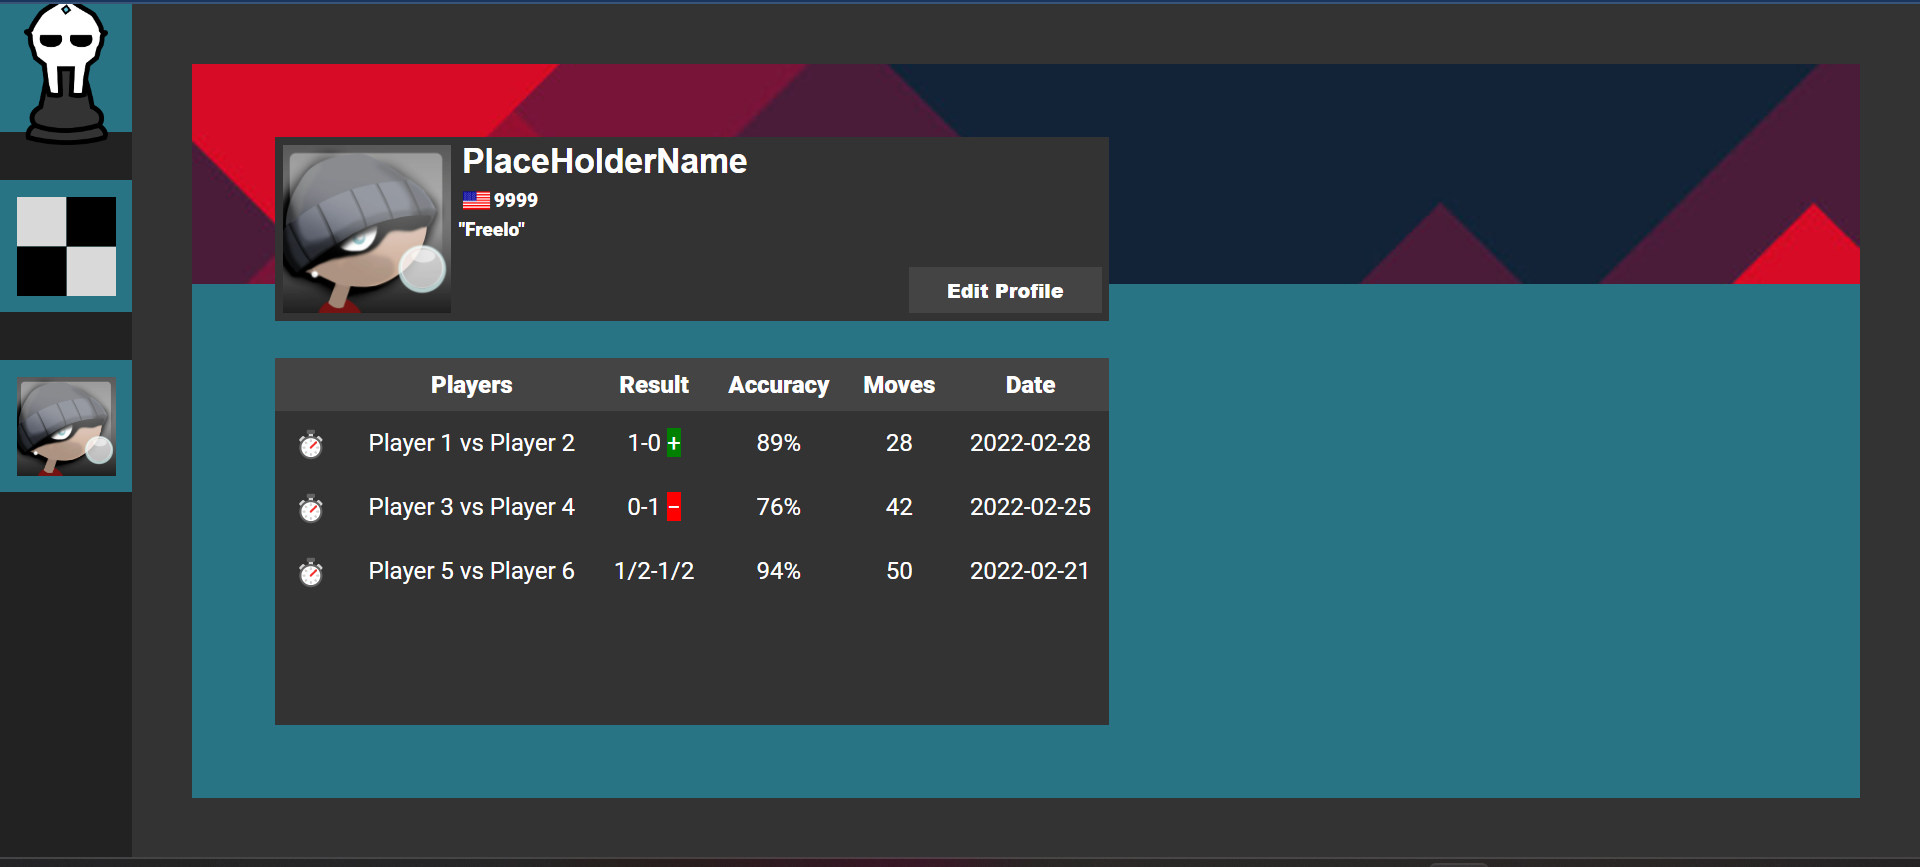 PlaceHolderName
9999
"Freelo"
Edit Profile
Players Result Accuracy Moves Date
Player 1 vs Player 2 1-0 + 89% 28 2022-02-28
Player 3 vs Player 4 0-1 − 76% 42 2022-02-25
Player 5 vs Player 6 1/2-1/2 94% 50 2022-02-21